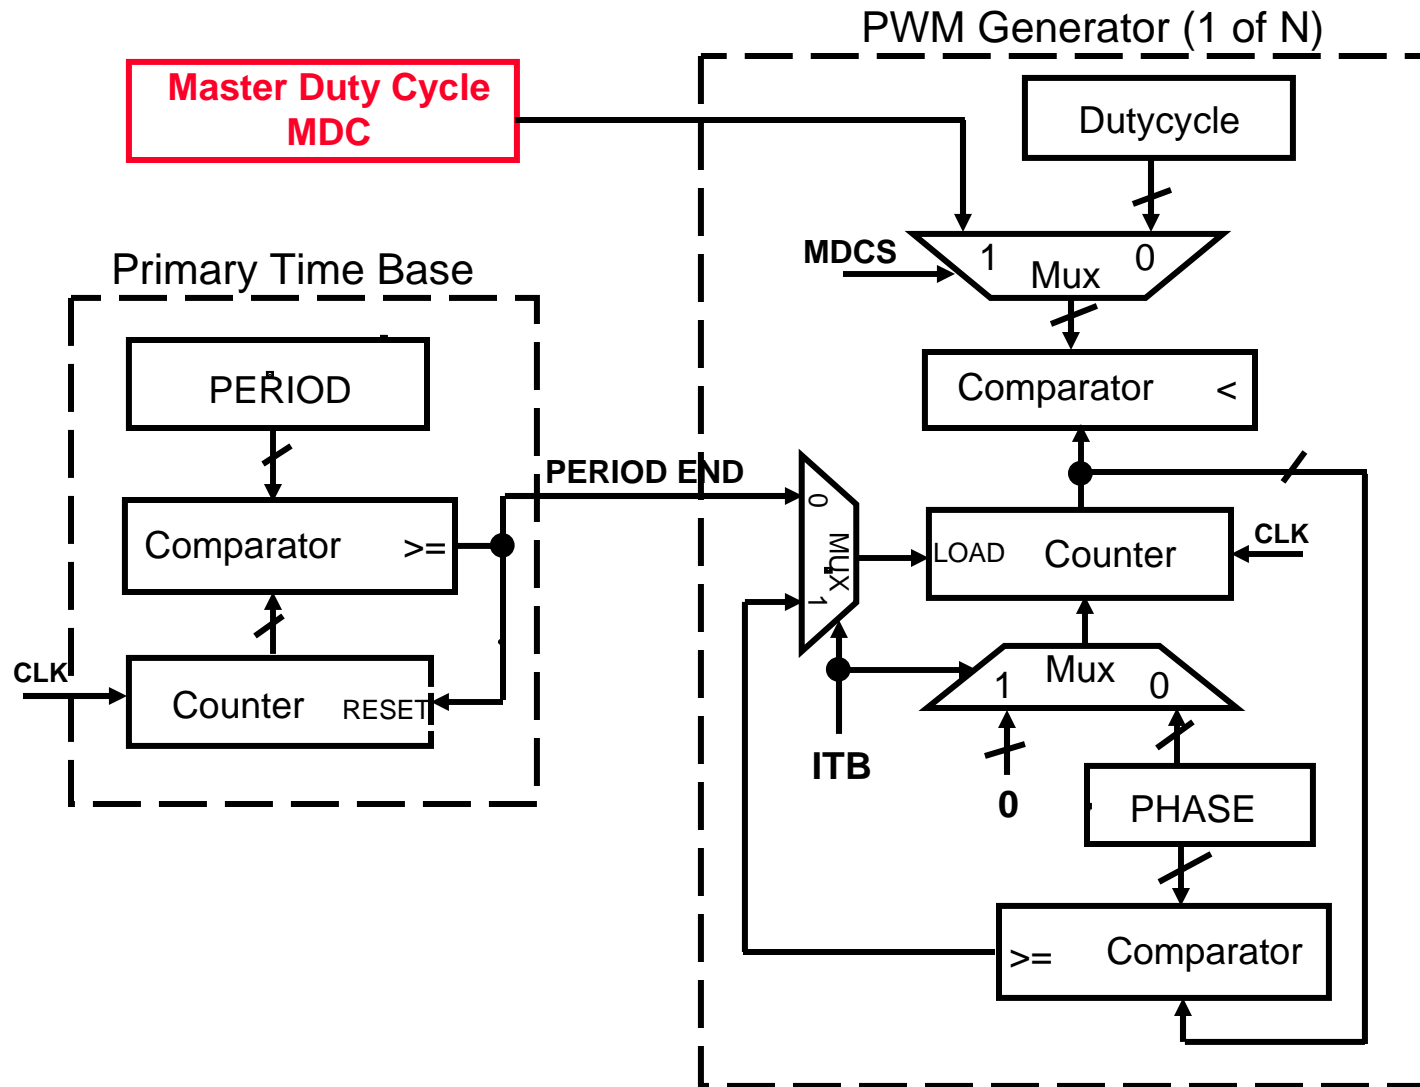 PWM Generator (1 of N)
Master Duty Cycle
MDC
Dutycycle
MDCS
1
Mux
0
Primary Time Base
PERIOD
Comparator <
PERIOD END
0
MUX
1
Comparator >=
LOAD Counter
CLK
CLK
Counter RESET
Mux
1
0
ITB
0
PHASE
>= Comparator